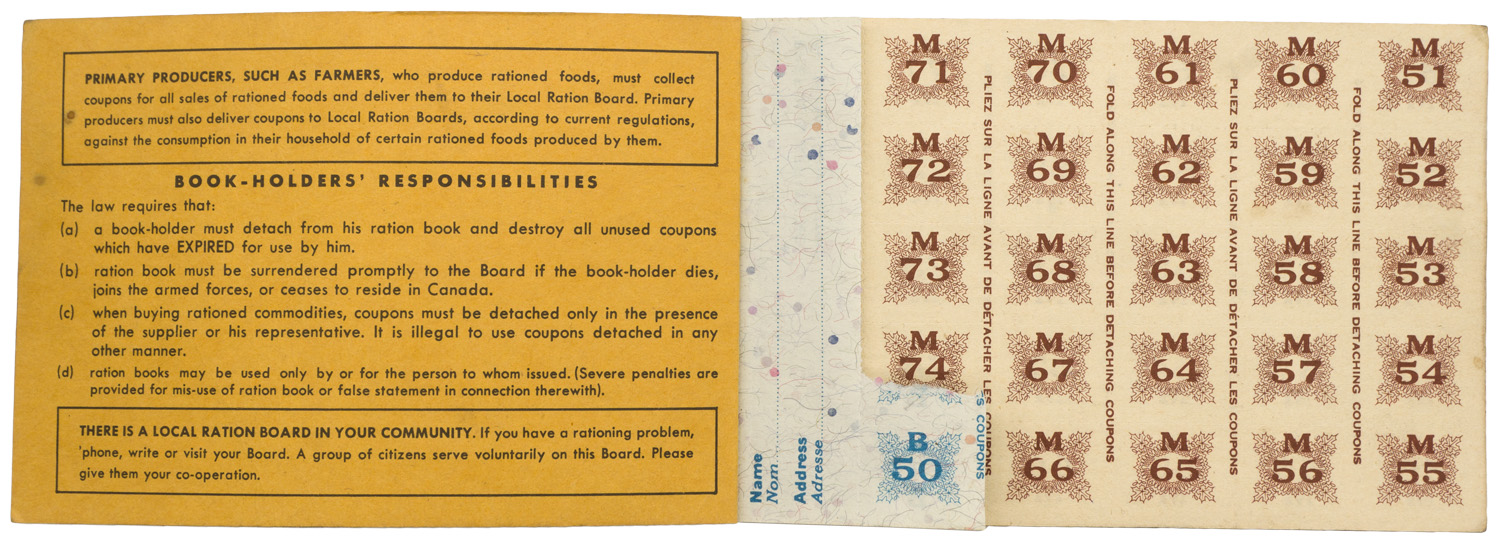 PRIMARY PRODUCERS, SUCH AS FARMERS, who produce rationed foods, must collect
coupons for all sales of rationed foods and deliver them to their Local Ration Board. Primary
producers must also deliver coupons to Local Ration Boards, according to current regulations,
against the consumption in their household of certain rationed foods produced by them.
BOOK-HOLDERS' RESPONSIBILITIES
The law requires that:
(a) a book-holder must detach from his ration book and destroy all unused coupons
which have EXPIRED for use by him.
(b) ration book must be surrendered promptly to the Board if the book-holder dies,
joins the armed forces, or ceases to reside in Canada.
(c) when buying rationed commodities, coupons must be detached only in the presence
of the supplier or his representative. It is illegal to use coupons detached in any
other manner.
(d) ration books may be used only by or for the person to whom issued. (Severe penalties are
provided for mis-use of ration book or false statement in connection therewith).
THERE IS A LOCAL RATION BOARD IN YOUR COMMUNITY. If you have a rationing problem,
'phone, write or visit your Board. A group of citizens serve voluntarily on this Board. Please
give them your co-operation.
Name
Nom
Address
Adresse
B
50
COUPONS
M M M M M
71 70 61 60 51
M M M M M
72 69 62 59 52
M M M M M
73 68 63 58 53
M M M M
74 67 64 57 54
M M M M
66 65 56 55
PLIEZ SUR LA LIGNE AVANT DE DÉTACHER LES COUPONS
FOLD ALONG THIS LINE BEFORE DETACHING COUPONS
PLIEZ SUR LA LIGNE AVANT DE DÉTACHER LES COUPONS
FOLD ALONG THIS LINE BEFORE DETACHING COUPONS